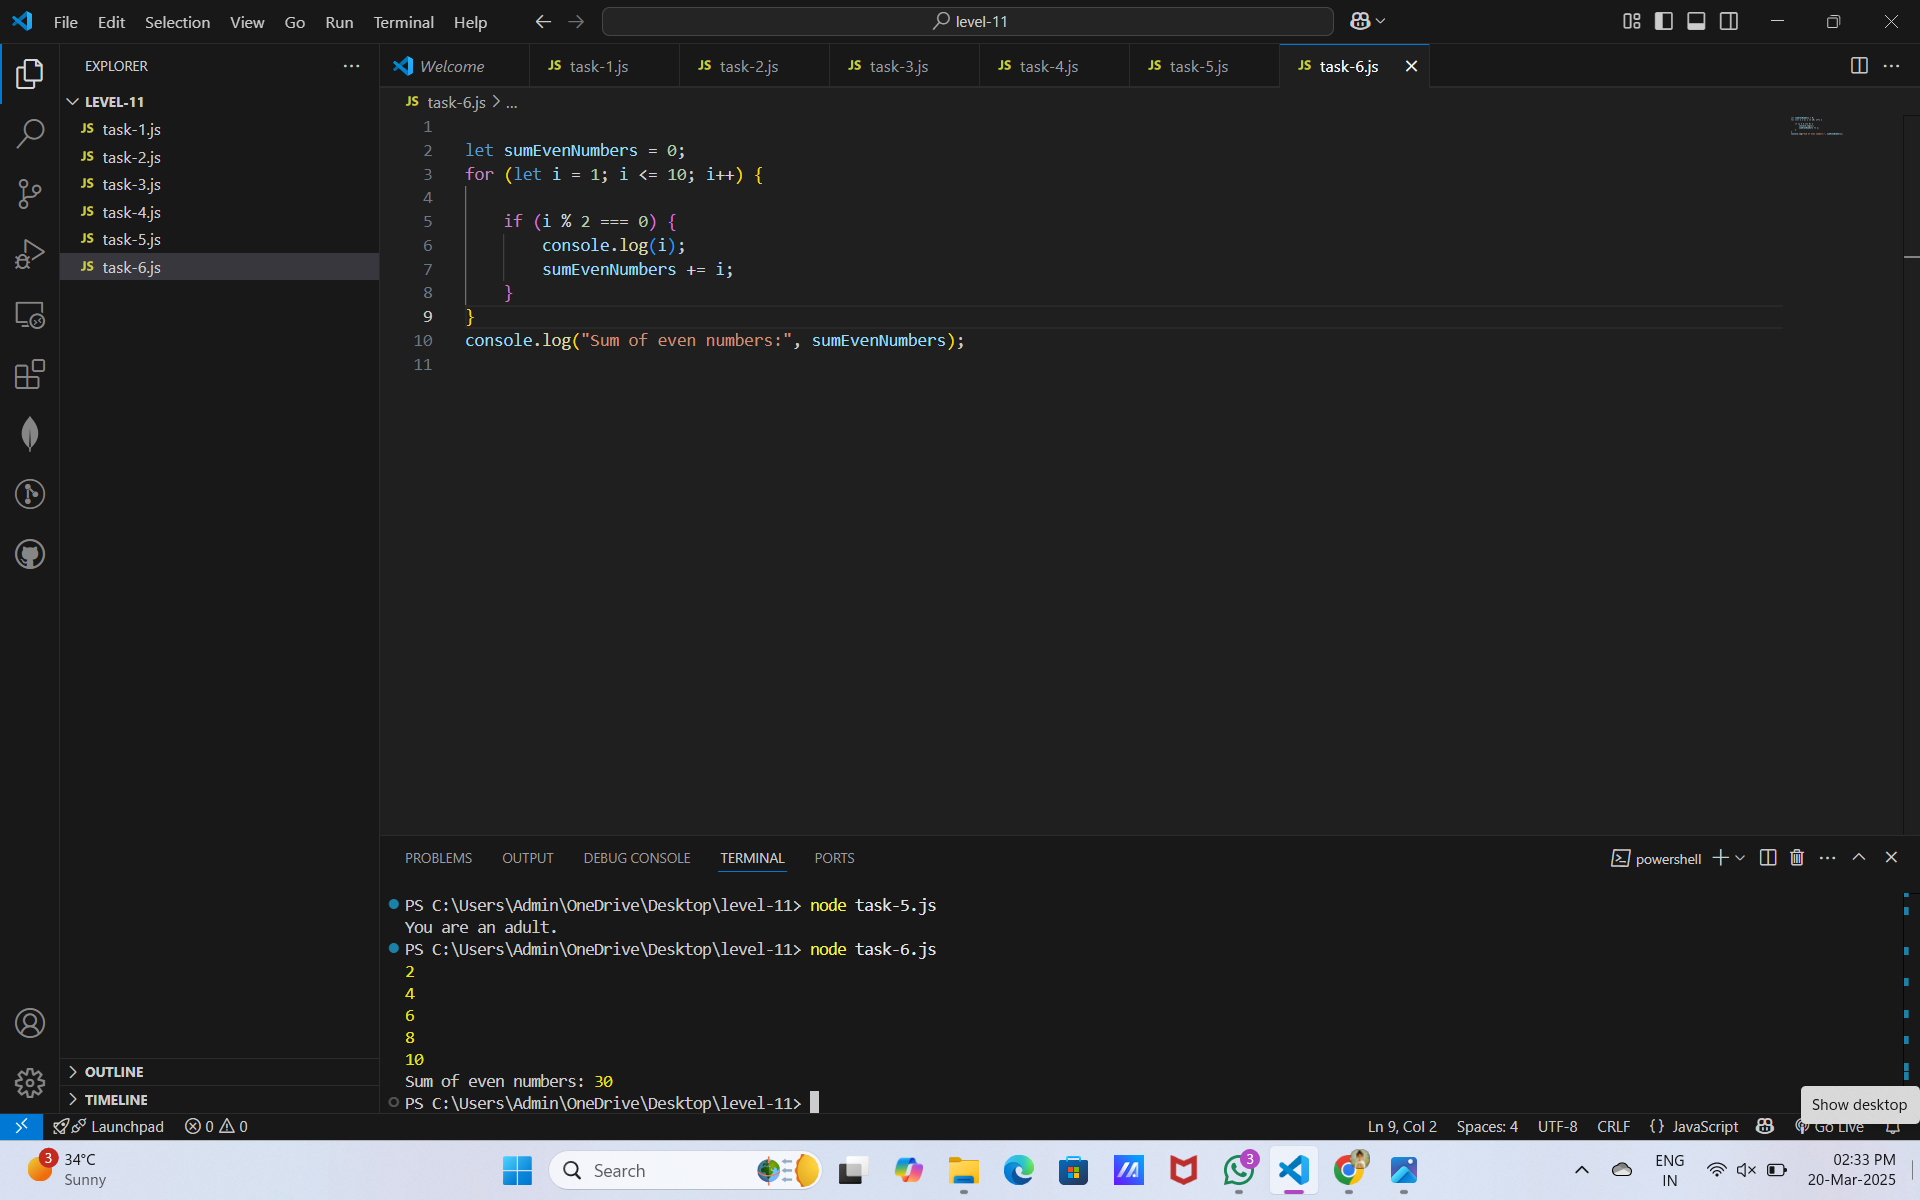 File Edit Selection View Go Run Terminal Help level-11
EXPLORER
Welcome JS task-1.js JS task-2.js JS task-3.js JS task-4.js JS task-5.js JS task-6.js
LEVEL-11
JS task-1.js
JS task-2.js
JS task-3.js
JS task-4.js
JS task-5.js
JS task-6.js
OUTLINE
TIMELINE
JS task-6.js > ...
1
2 let sumEvenNumbers = 0;
3 for (let i = 1; i <= 10; i++) {
4
5 if (i % 2 === 0) {
6 console.log(i);
7 sumEvenNumbers += i;
8 }
9 }
10 console.log("Sum of even numbers:", sumEvenNumbers);
11
PROBLEMS OUTPUT DEBUG CONSOLE TERMINAL PORTS powershell
PS C:\Users\Admin\OneDrive\Desktop\level-11> node task-5.js
You are an adult.
PS C:\Users\Admin\OneDrive\Desktop\level-11> node task-6.js
2
4
6
8
10
Sum of even numbers: 30
PS C:\Users\Admin\OneDrive\Desktop\level-11>
Show desktop
Launchpad 0 0 Ln 9, Col 2 Spaces: 4 UTF-8 CRLF {} JavaScript Go Live
3 34°C
Sunny
Search
3
ENG
IN
02:33 PM
20-Mar-2025